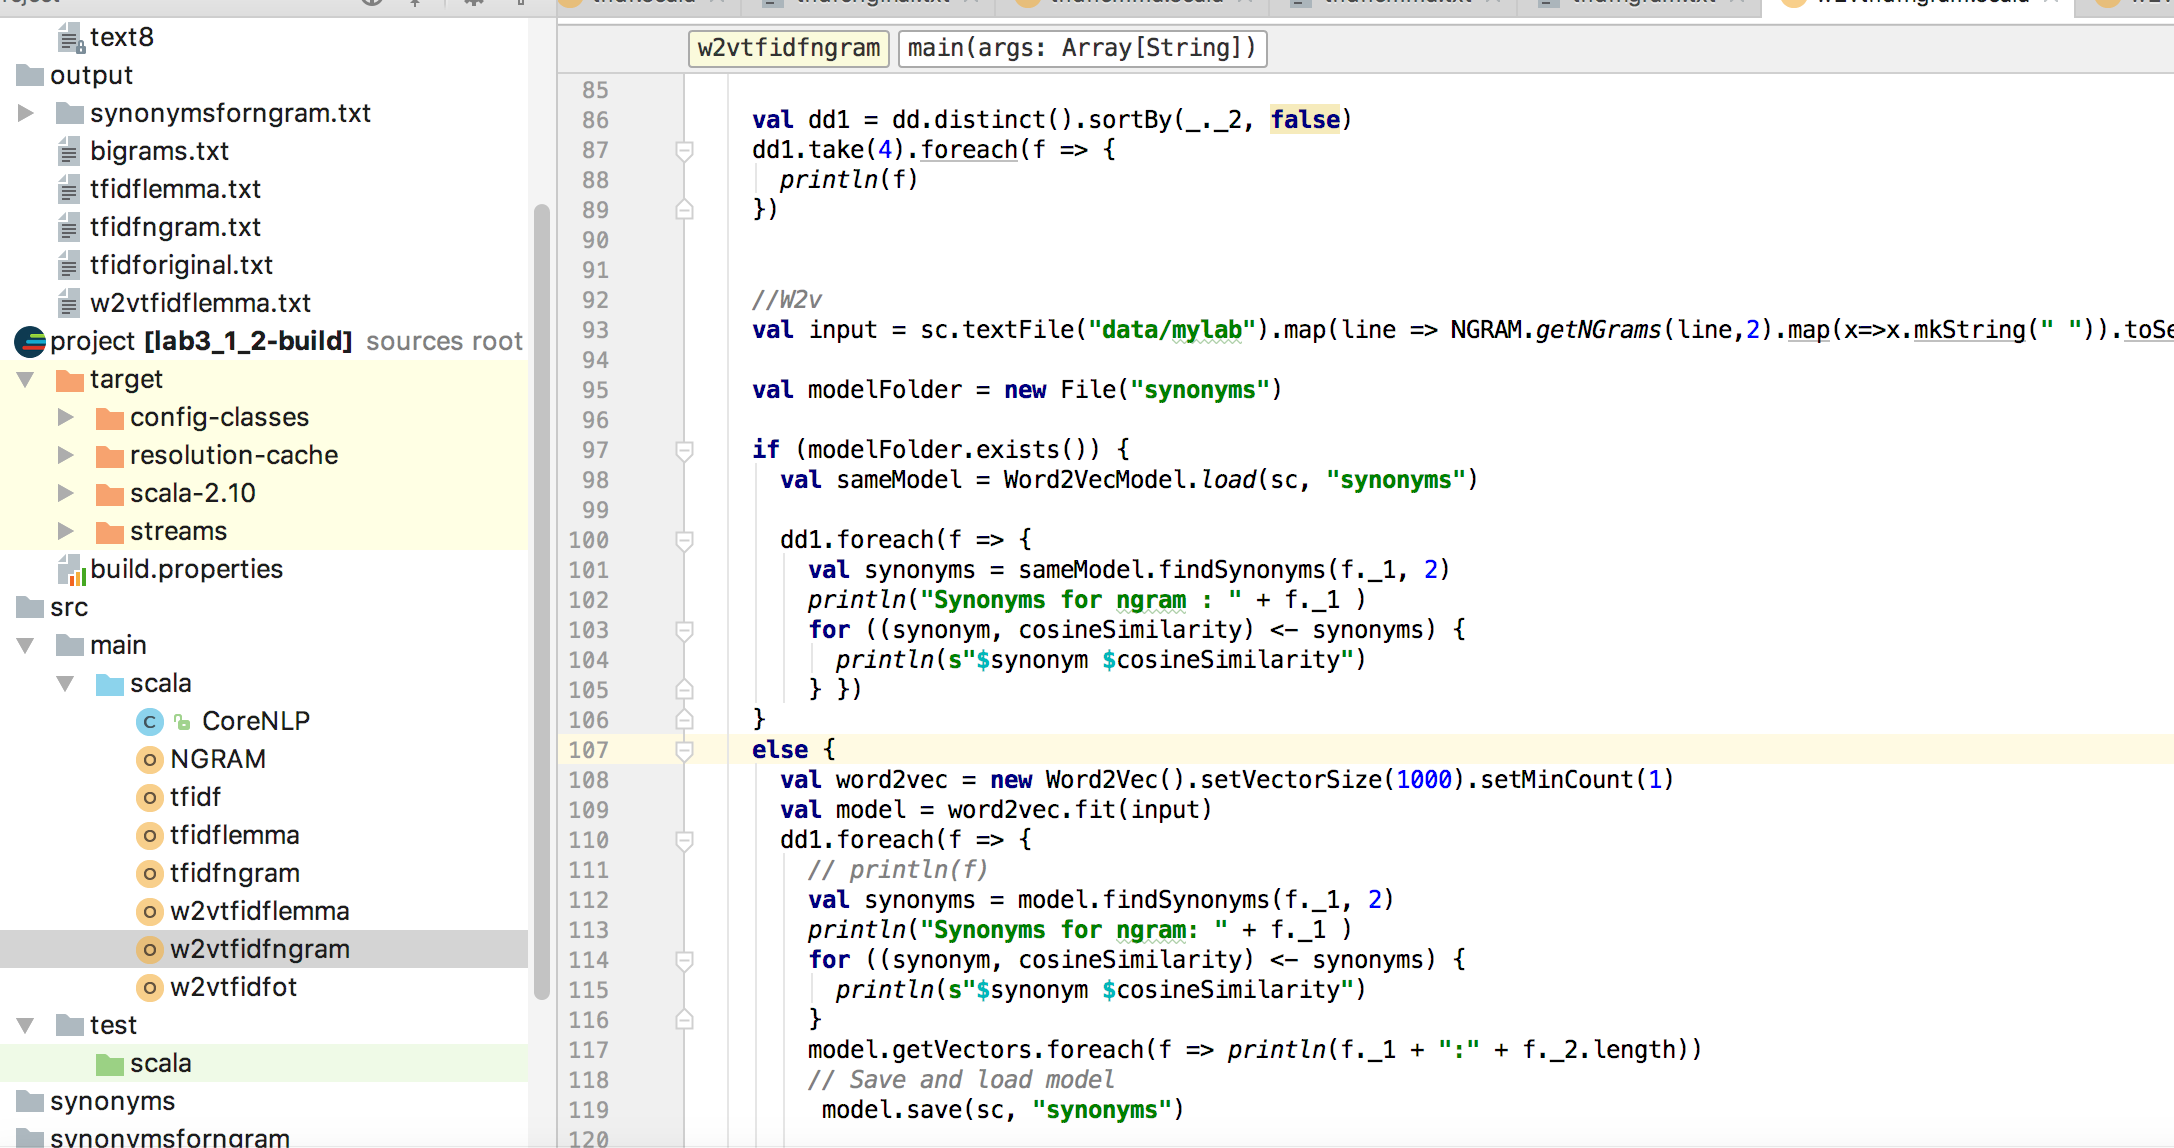 text8
output
synonymsforngram.txt
bigrams.txt
tfidflemma.txt
tfidfngram.txt
tfidforiginal.txt
w2vtfidflemma.txt
project [lab3_1_2-build] sources root
target
config-classes
resolution-cache
scala-2.10
streams
build.properties
src
main
scala
C CoreNLP
O NGRAM
O tfidf
O tfidflemma
O tfidfngram
O w2vtfidflemma
O w2vtfidfngram
O w2vtfidfot
test
scala
synonyms
synonymsforngram
w2vtfidfngram main(args: Array[String])
85
86 val dd1 = dd.distinct().sortBy(_._2, false)
87 dd1.take(4).foreach(f => {
88 println(f)
89 })
90
91
92 //W2v
93 val input = sc.textFile("data/mylab").map(line => NGRAM.getNGrams(line,2).map(x=>x.mkString(" ")).toSe
94
95 val modelFolder = new File("synonyms")
96
97 if (modelFolder.exists()) {
98 val sameModel = Word2VecModel.load(sc, "synonyms")
99
100 dd1.foreach(f => {
101 val synonyms = sameModel.findSynonyms(f._1, 2)
102 println("Synonyms for ngram : " + f._1 )
103 for ((synonym, cosineSimilarity) <- synonyms) {
104 println(s"$synonym $cosineSimilarity")
105 } })
106 }
107 else {
108 val word2vec = new Word2Vec().setVectorSize(1000).setMinCount(1)
109 val model = word2vec.fit(input)
110 dd1.foreach(f => {
111 // println(f)
112 val synonyms = model.findSynonyms(f._1, 2)
113 println("Synonyms for ngram: " + f._1 )
114 for ((synonym, cosineSimilarity) <- synonyms) {
115 println(s"$synonym $cosineSimilarity")
116 }
117 model.getVectors.foreach(f => println(f._1 + ":" + f._2.length))
118 // Save and load model
119 model.save(sc, "synonyms")
120